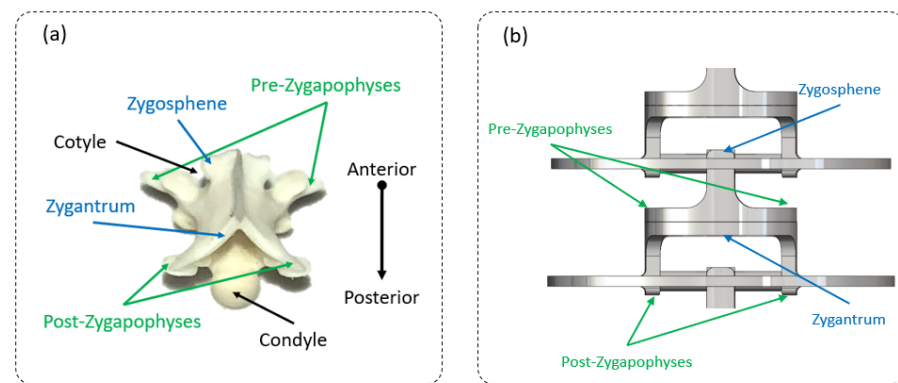 (a)
Zygosphene
Pre-Zygapophyses
Cotyle
Anterior
Zygantrum
Posterior
Post-Zygapophyses
Condyle
(b)
Zygosphene
Pre-Zygapophyses
Zygantrum
Post-Zygapophyses